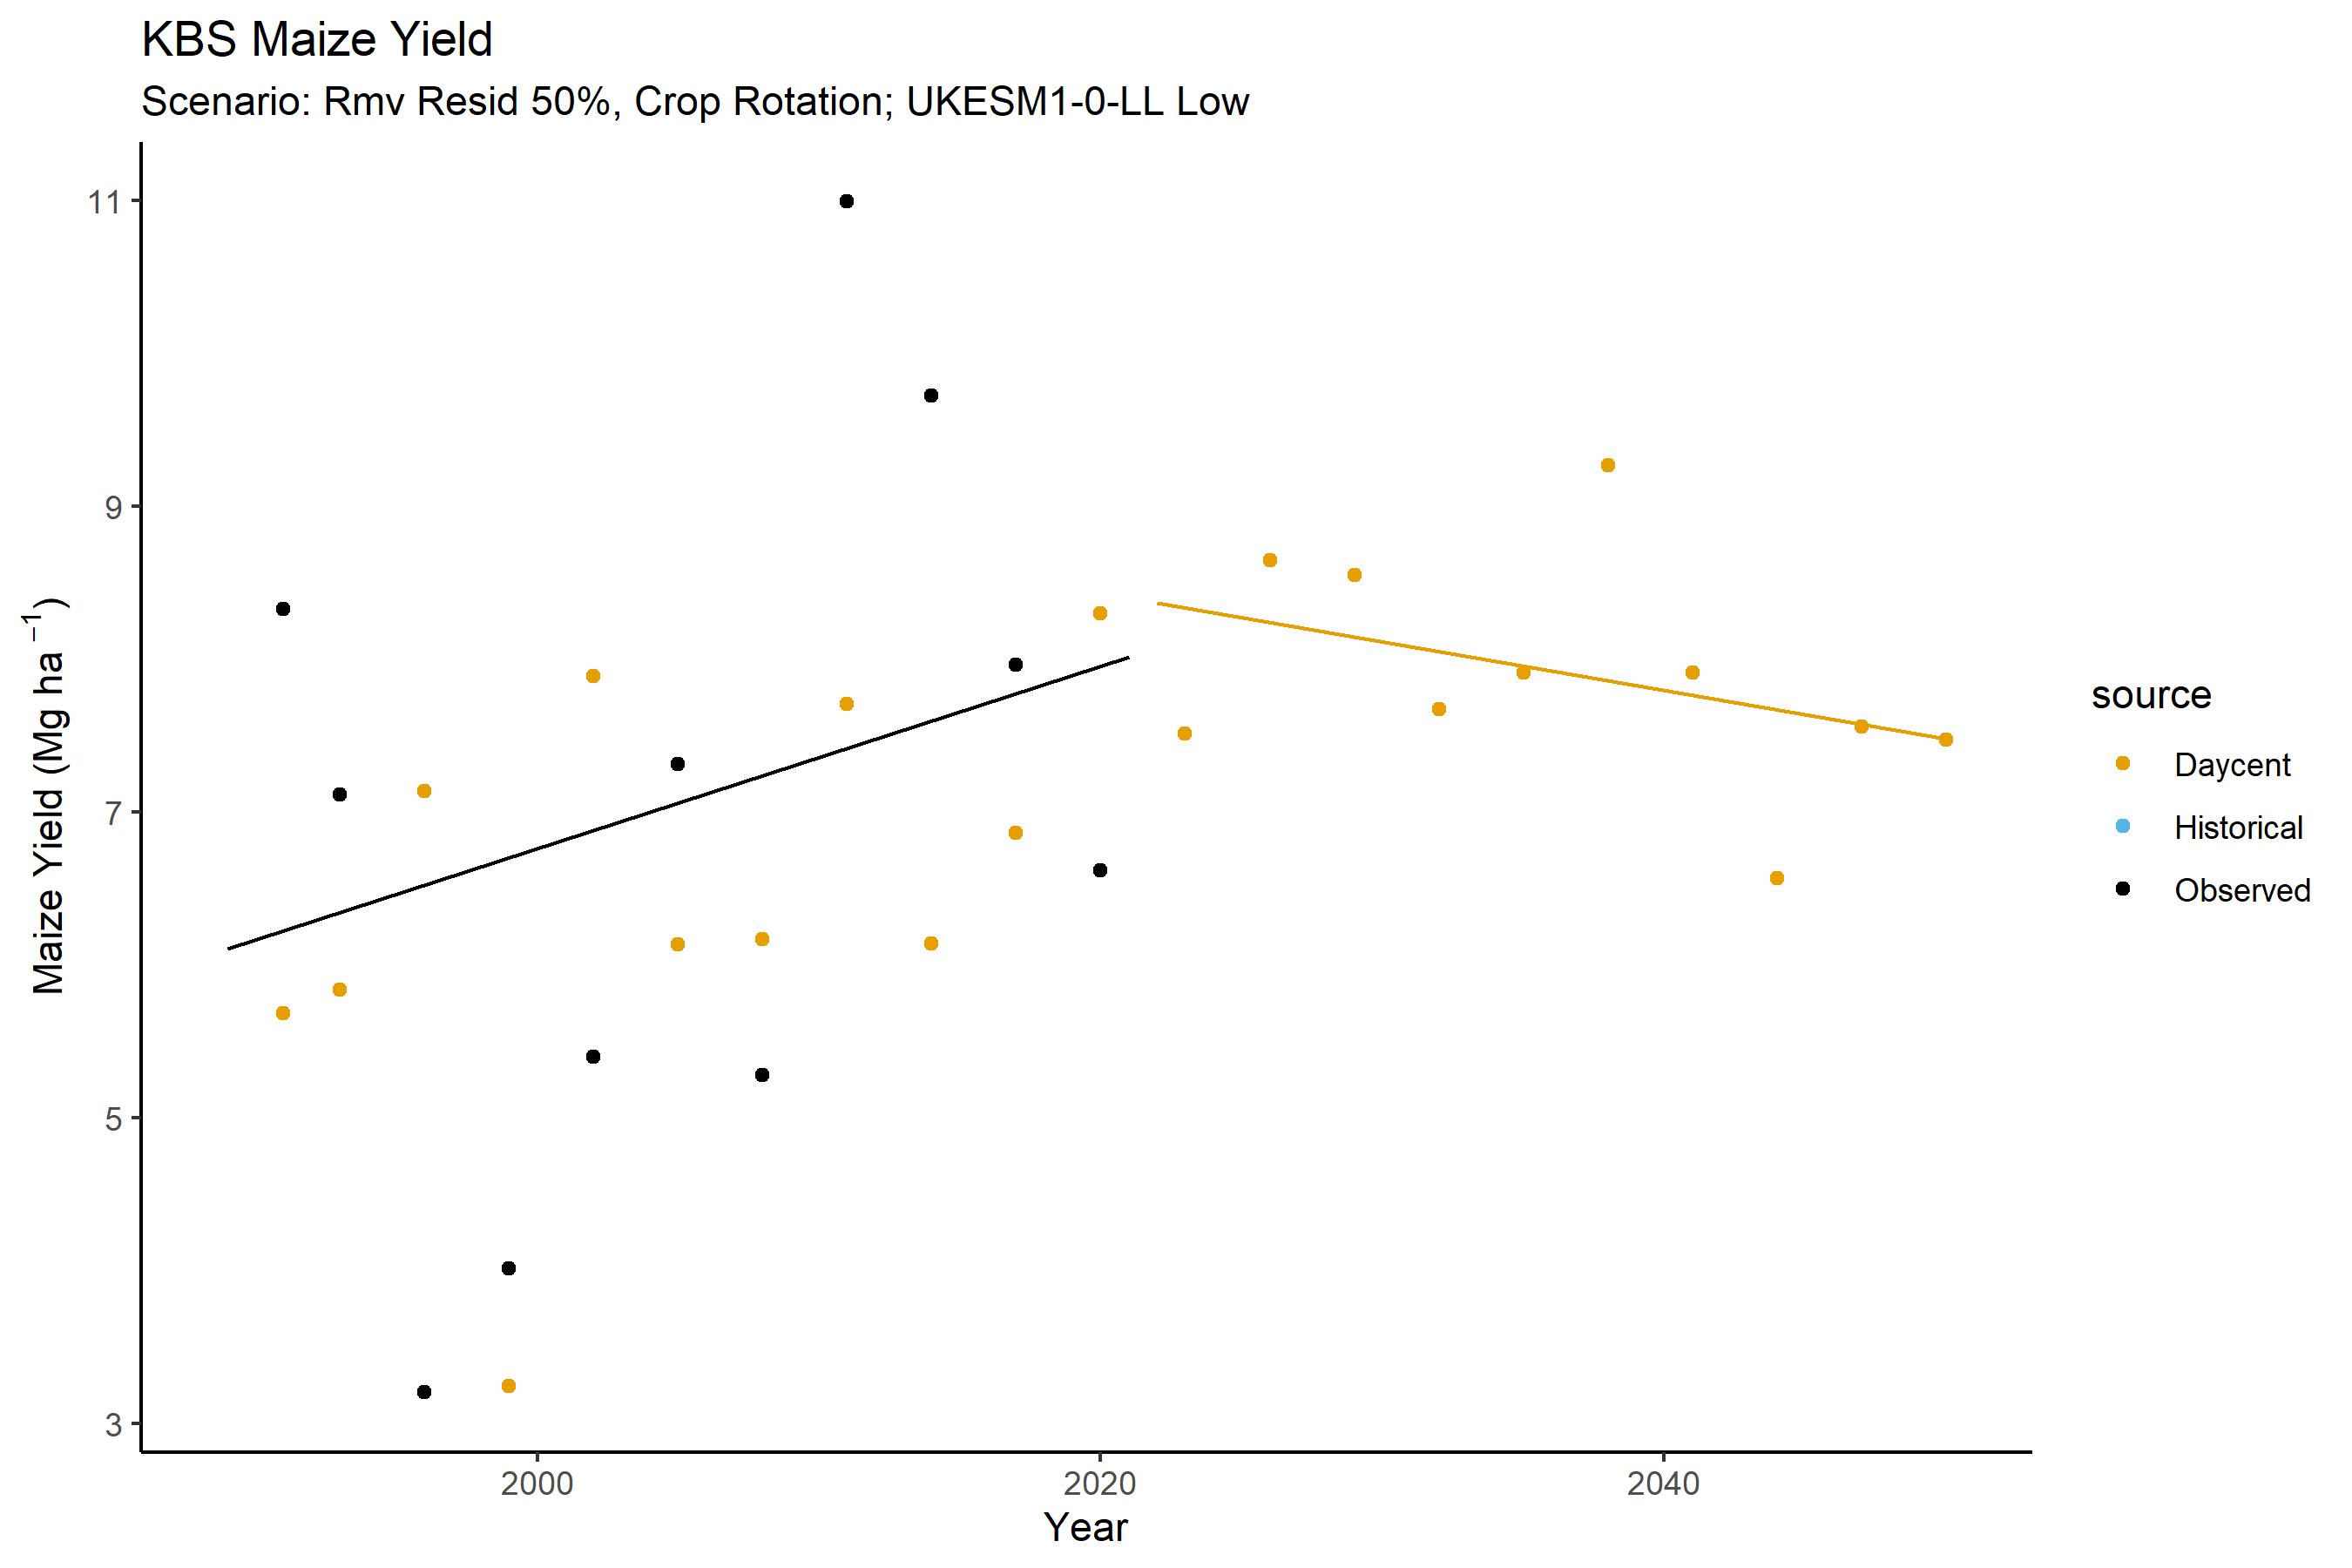 KBS Maize Yield
Scenario: Rmv Resid 50%, Crop Rotation; UKESM1-0-LL Low
11
9
7
5
3
Maize Yield (Mg ha −1)
2000 2020 2040
Year
source
Daycent
Historical
Observed